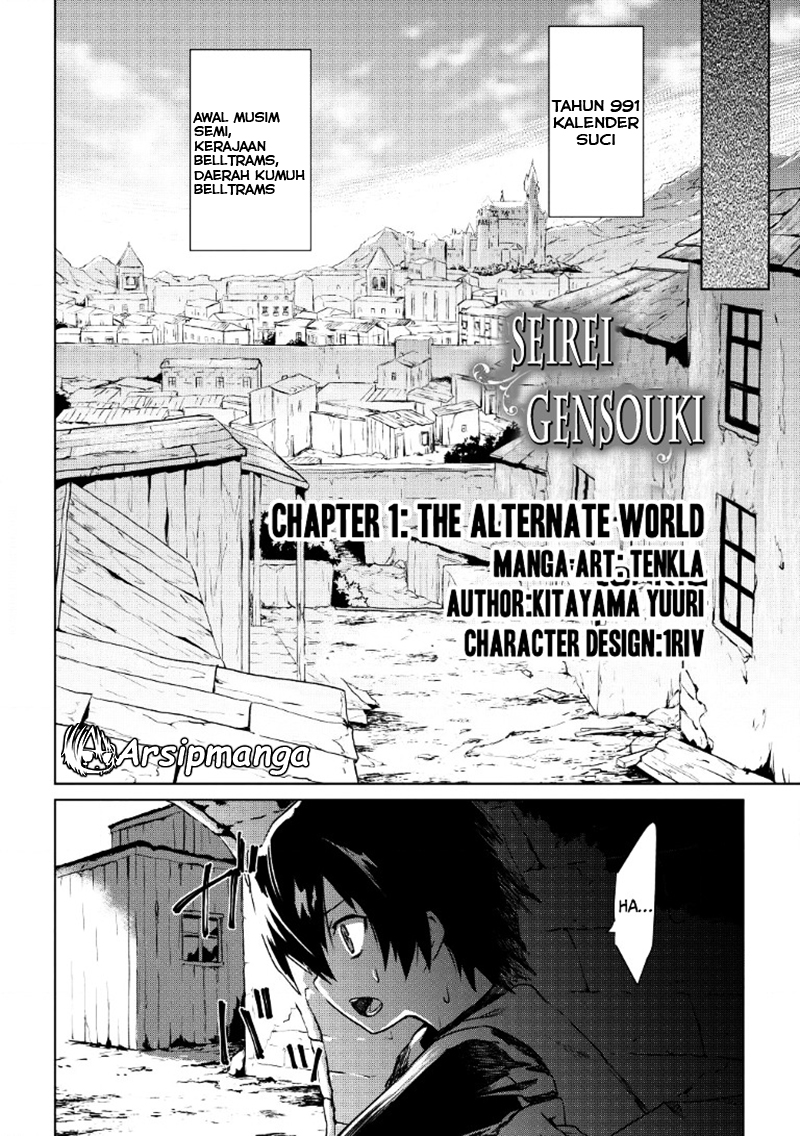 TAHUN 991
KALENDER
SUCI
AWAL MUSIM
SEMI,
KERAJAAN
BELLTRAMS,
DAERAH KUMUH
BELLTRAMS
SEIREI
GENSOUKI
CHAPTER 1: THE ALTERNATE WORLD
MANGA ART: TENKLA
AUTHOR:KITAYAMA YUURI
CHARACTER DESIGN:1RIV
Arsipmanga
HA...